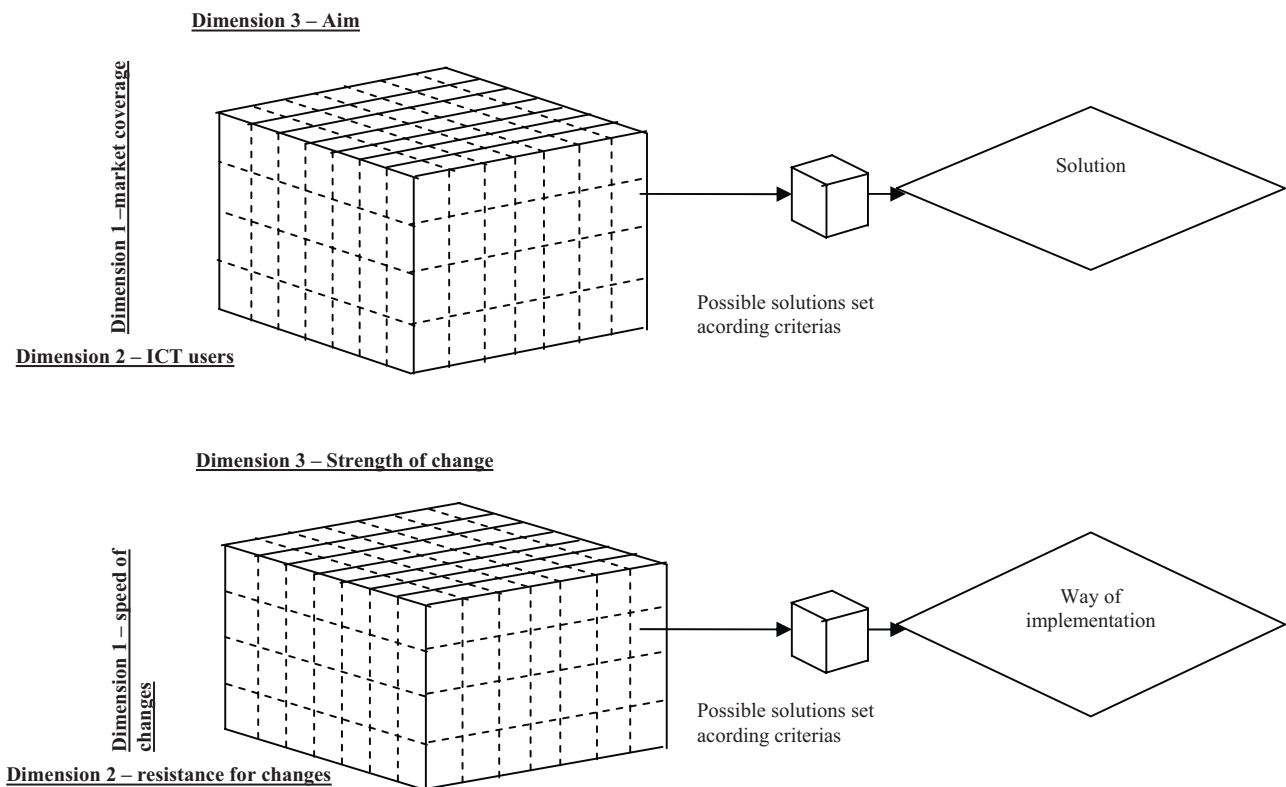 Dimension 3 – Aim
Dimension 1 –market coverage
Solution
Possible solutions set
acording criterias
Dimension 2 – ICT users
Dimension 3 – Strength of change
Dimension 1 – speed of
changes
Way of
implementation
Possible solutions set
acording criterias
Dimension 2 – resistance for changes